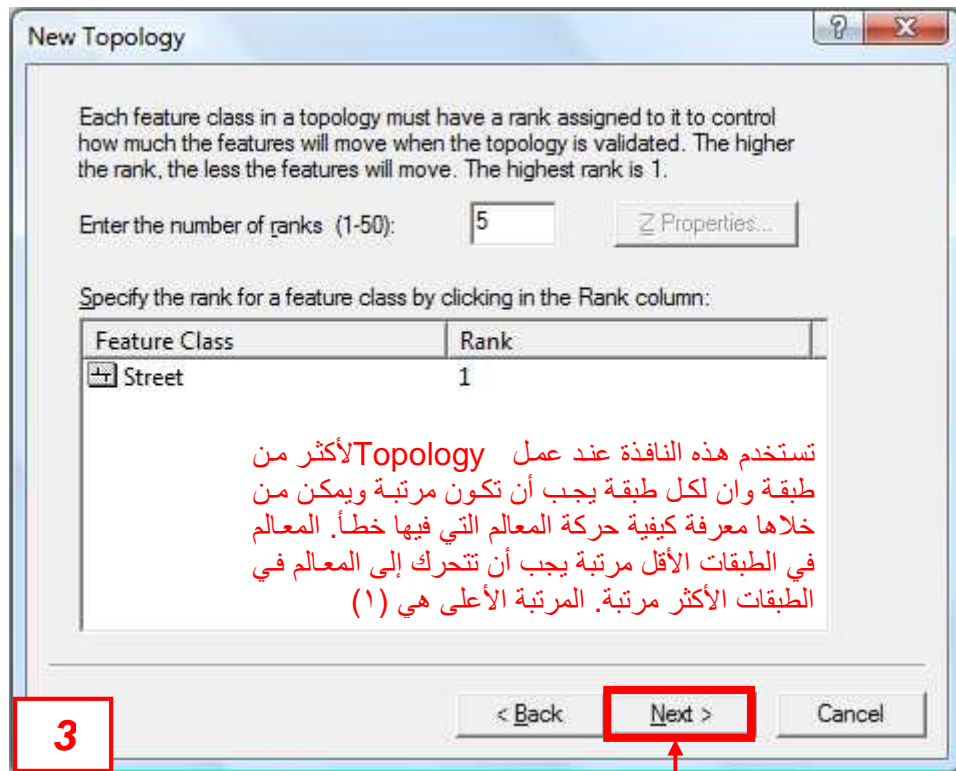 New Topology
Each feature class in a topology must have a rank assigned to it to control
how much the features will move when the topology is validated. The higher
the rank, the less the features will move. The highest rank is 1.
Enter the number of ranks (1-50): 5 Z Properties...
Specify the rank for a feature class by clicking in the Rank column:
Feature Class Rank
Street 1
تستخدم هذه النافذة عند عمل Topology لأكثر من
طبقة وان لكل طبقة يجب أن تكون مرتبة ويمكن من
خلاها معرفة كيفية حركة المعالم التي فيها خطأ. المعالم
في الطبقات الأقل مرتبة يجب أن تتحرك إلى المعالم في
الطبقات الأكثر مرتبة. المرتبة الأعلى هي (١)
< Back Next > Cancel
3